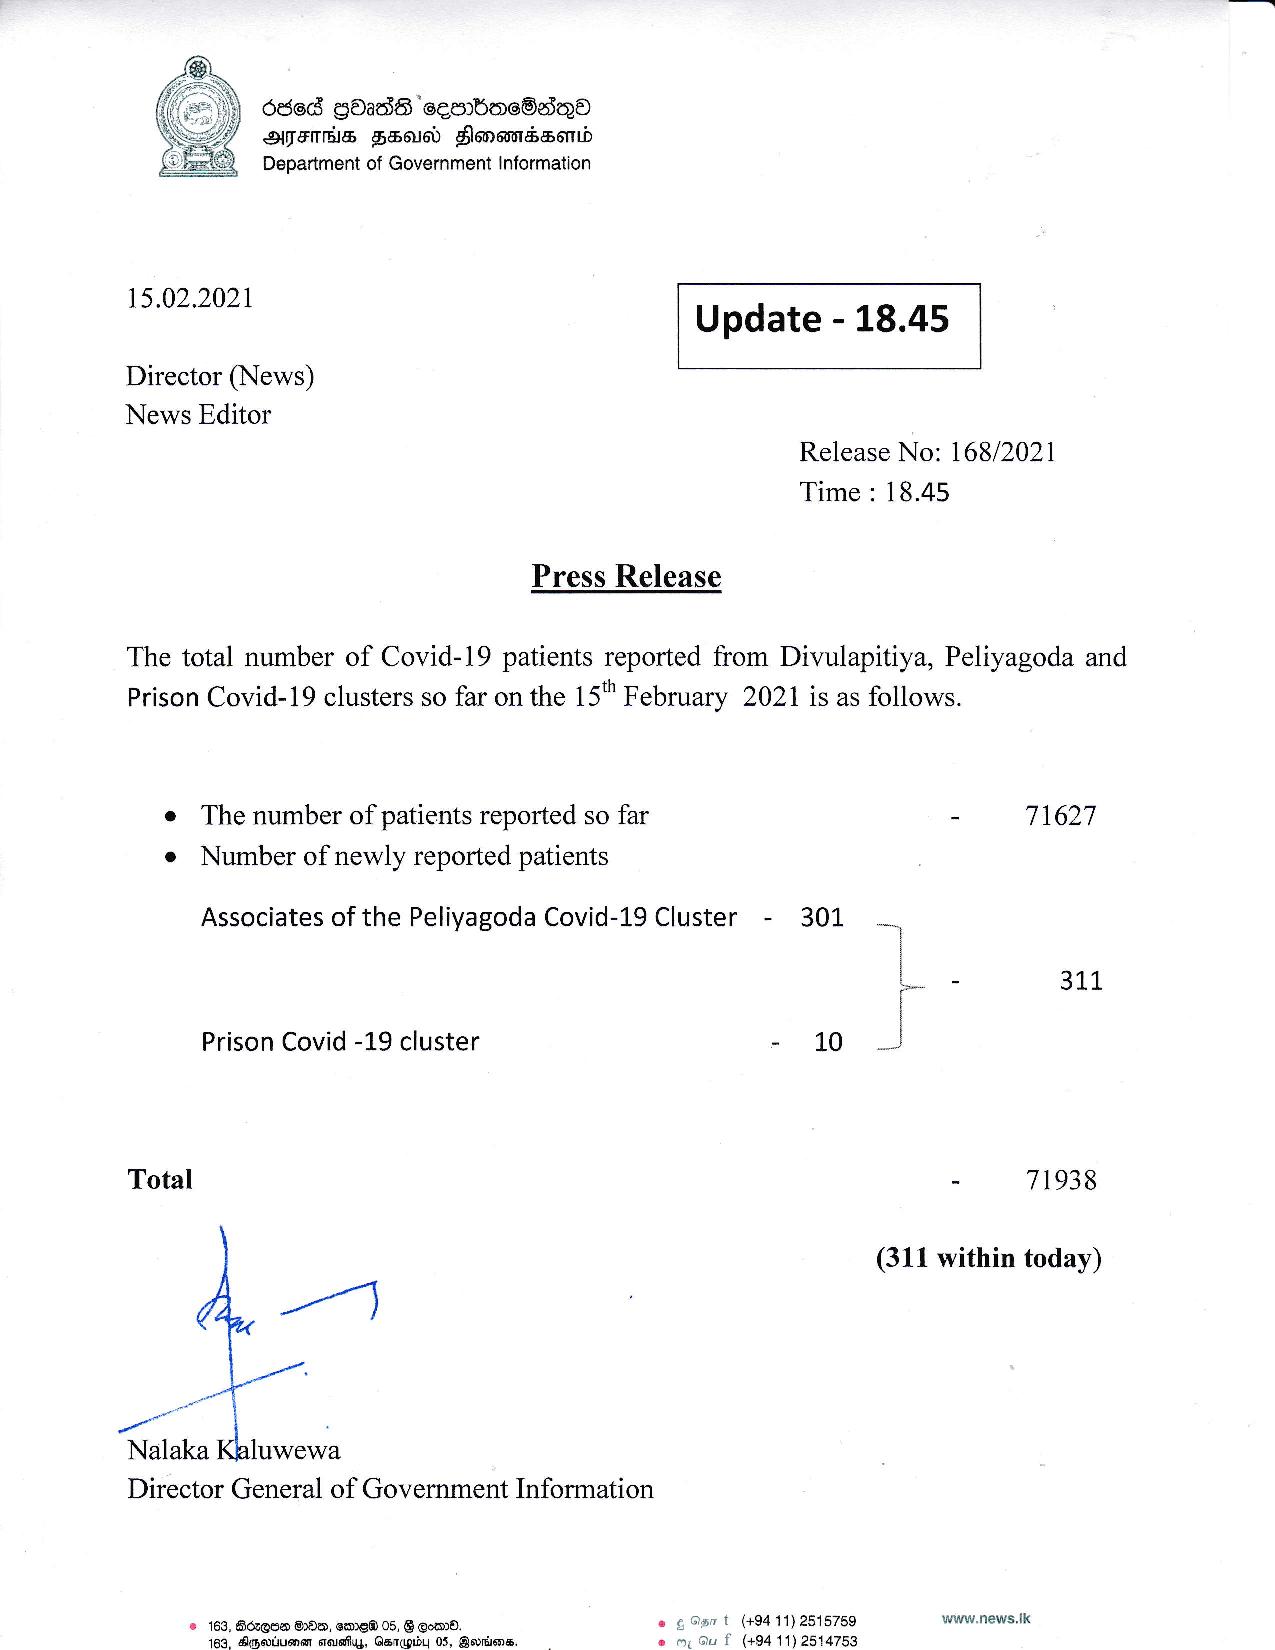 රජයේ ප්‍රවෘත්ති දෙපාර්තමේන්තුව
அரசாங்க தகவல் திணைக்களம்
Department of Government Information
15.02.2021
Update - 18.45
Director (News)
News Editor
Release No: 168/2021
Time : 18.45
Press Release
The total number of Covid-19 patients reported from Divulapitiya, Peliyagoda and
Prison Covid-19 clusters so far on the 15th February 2021 is as follows.
• The number of patients reported so far - 71627
• Number of newly reported patients
Associates of the Peliyagoda Covid-19 Cluster - 301
- 311
Prison Covid -19 cluster - 10
Total - 71938
(311 within today)
Nalaka Kaluwewa
Director General of Government Information
• 163, කිරුළපන මාවත, කොළඹ 05, ශ්‍රී ලංකාව.
163, கிருலப்பனை எவனியு, கொழும்பு 05, இலங்கை.
• දු தொ t (+94 11) 2515759
• ෆැ பெ f (+94 11) 2514753
www.news.lk